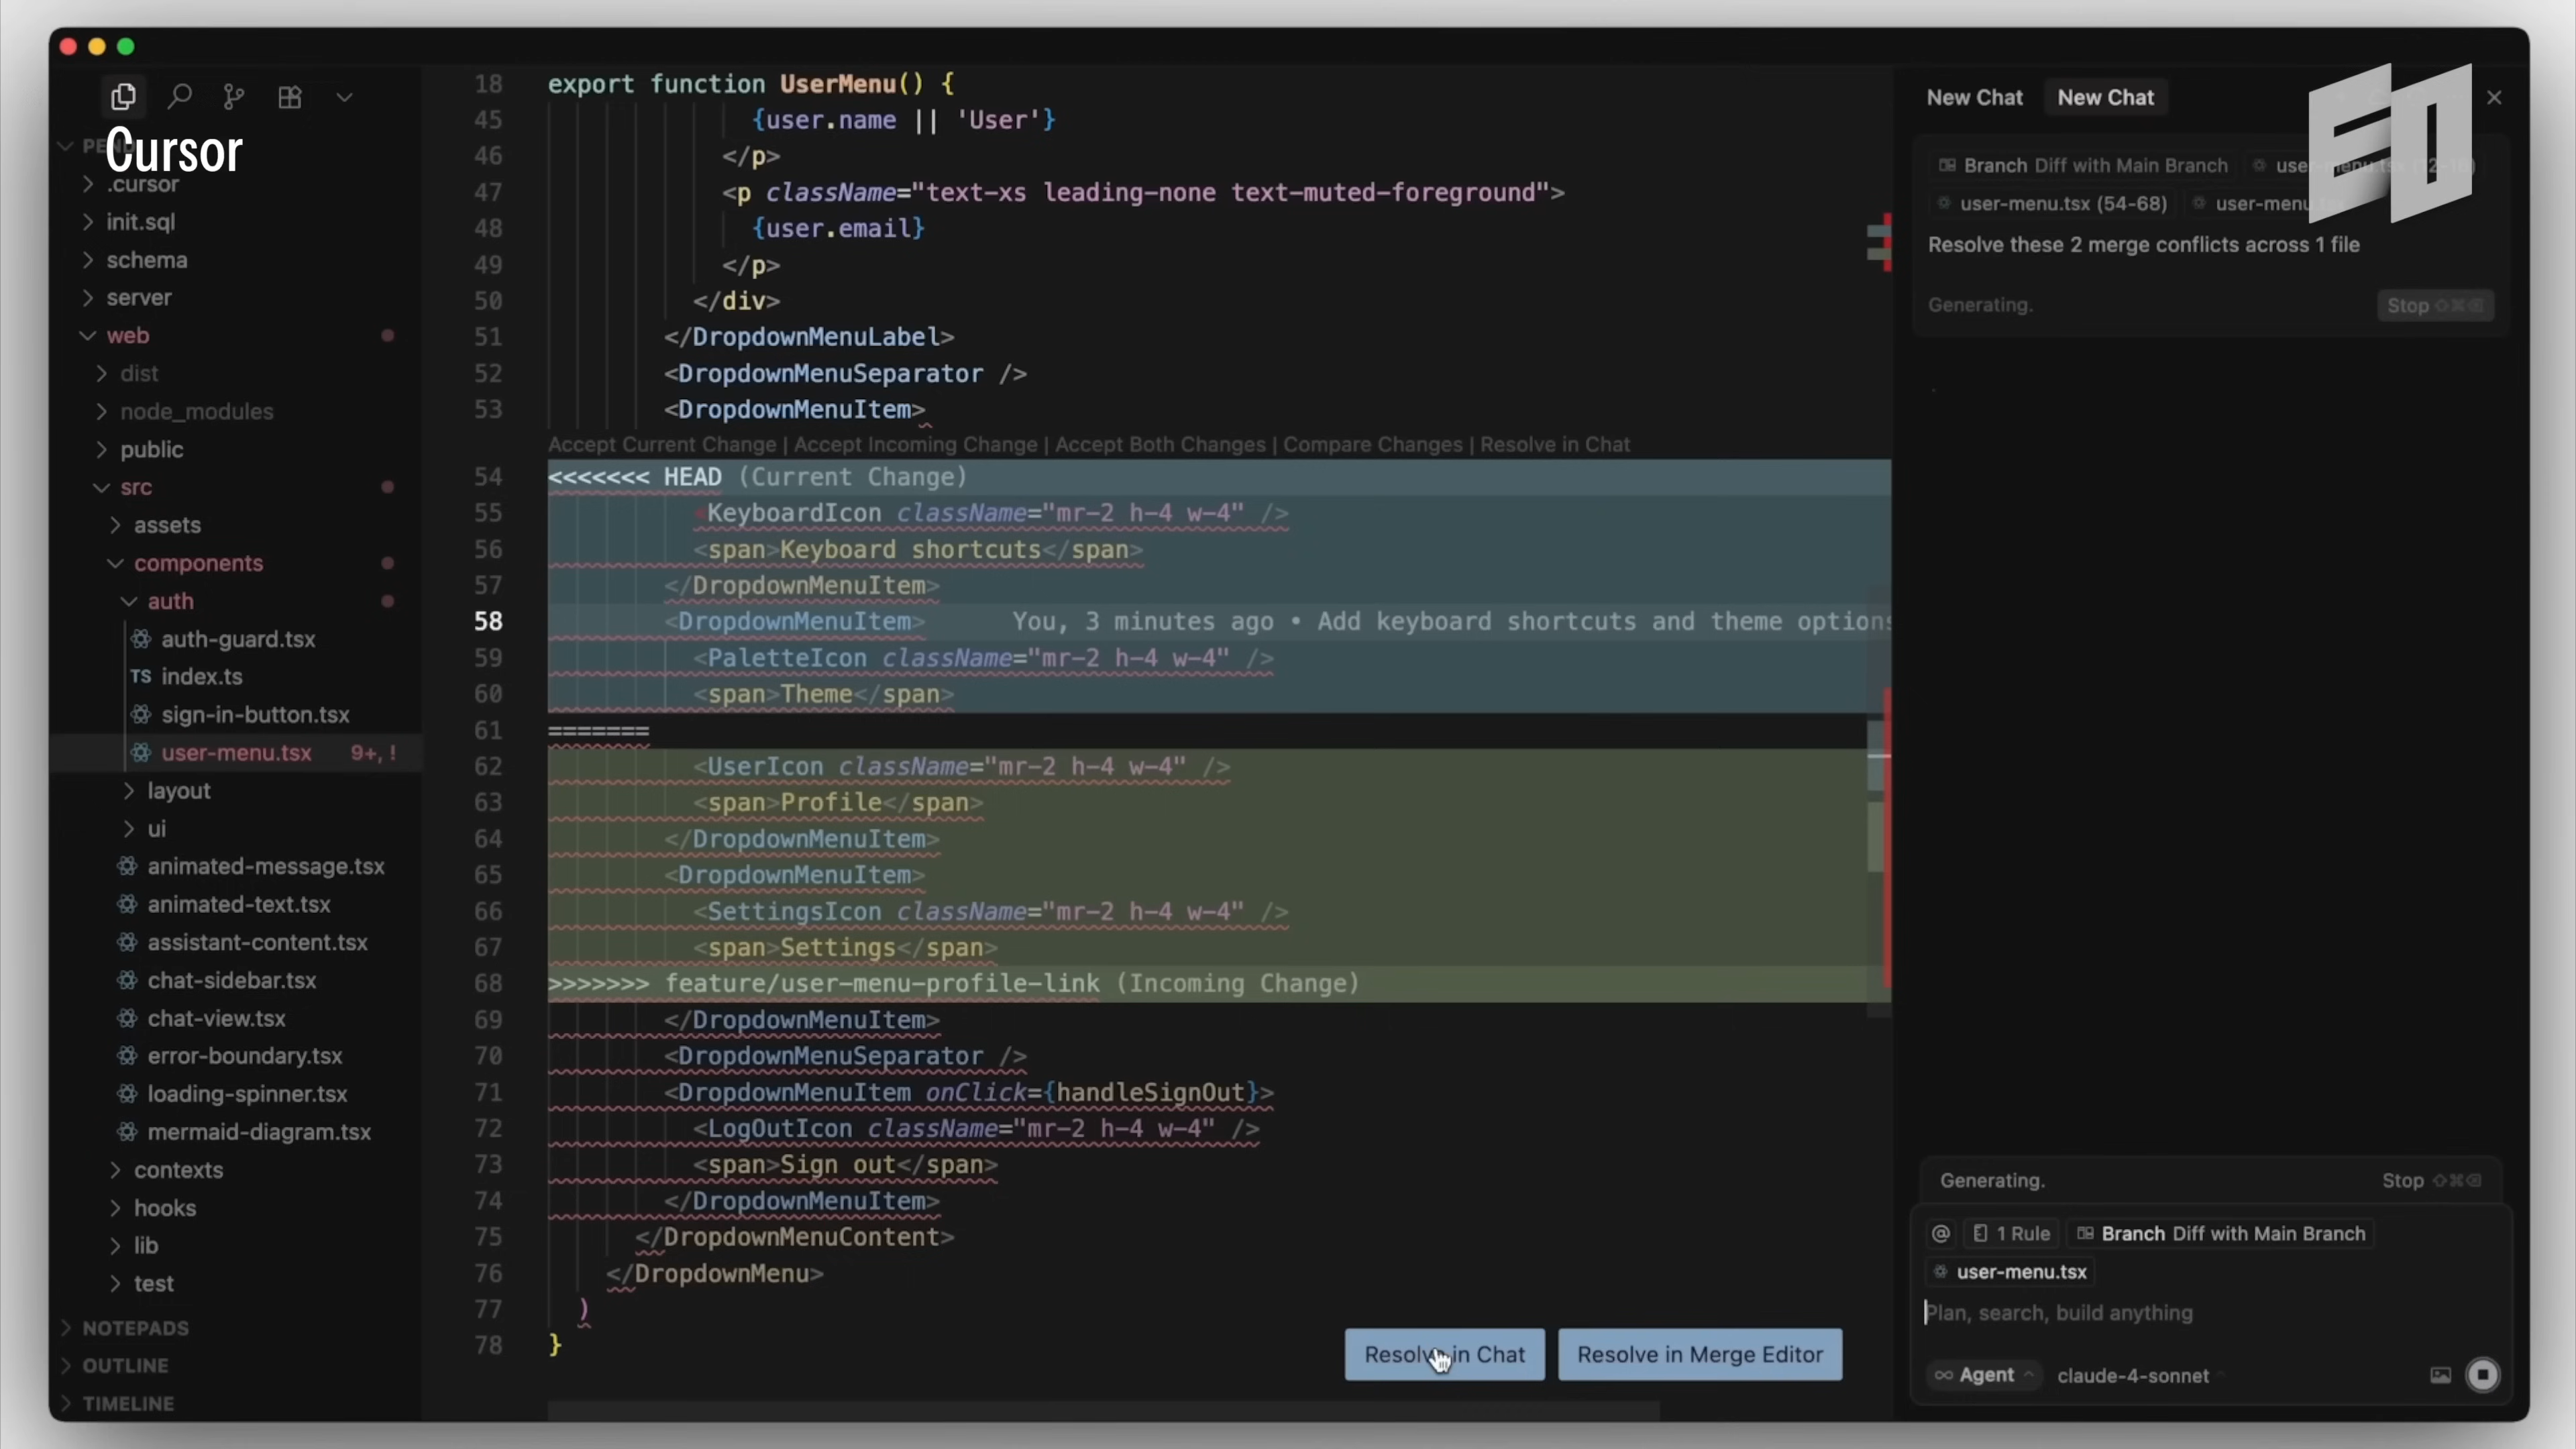 Cursor
PEND
.cursor
init.sql
schema
server
web
dist
node_modules
public
src
assets
components
auth
auth-guard.tsx
TS index.ts
sign-in-button.tsx
user-menu.tsx 9+, !
layout
ui
animated-message.tsx
animated-text.tsx
assistant-content.tsx
chat-sidebar.tsx
chat-view.tsx
error-boundary.tsx
loading-spinner.tsx
mermaid-diagram.tsx
contexts
hooks
lib
test
NOTEPADS
OUTLINE
TIMELINE
18 export function UserMenu() {
45 {user.name || 'User'}
46 </p>
47 <p className="text-xs leading-none text-muted-foreground">
48 {user.email}
49 </p>
50 </div>
51 </DropdownMenuLabel>
52 <DropdownMenuSeparator />
53 <DropdownMenuItem>
Accept Current Change | Accept Incoming Change | Accept Both Changes | Compare Changes | Resolve in Chat
54 <<<<<<< HEAD (Current Change)
55 <KeyboardIcon className="mr-2 h-4 w-4" />
56 <span>Keyboard shortcuts</span>
57 </DropdownMenuItem>
58 <DropdownMenuItem> You, 3 minutes ago • Add keyboard shortcuts and theme options
59 <PaletteIcon className="mr-2 h-4 w-4" />
60 <span>Theme</span>
61 =======
62 <UserIcon className="mr-2 h-4 w-4" />
63 <span>Profile</span>
64 </DropdownMenuItem>
65 <DropdownMenuItem>
66 <SettingsIcon className="mr-2 h-4 w-4" />
67 <span>Settings</span>
68 >>>>>>> feature/user-menu-profile-link (Incoming Change)
69 </DropdownMenuItem>
70 <DropdownMenuSeparator />
71 <DropdownMenuItem onClick={handleSignOut}>
72 <LogOutIcon className="mr-2 h-4 w-4" />
73 <span>Sign out</span>
74 </DropdownMenuItem>
75 </DropdownMenuContent>
76 </DropdownMenu>
77 )
78 }
Resolve in Chat Resolve in Merge Editor
New Chat New Chat
EO
Branch Diff with Main Branch
user-menu.tsx (54-68)
Resolve these 2 merge conflicts across 1 file
Generating. Stop
Generating. Stop
@ 1 Rule Branch Diff with Main Branch
user-menu.tsx
Plan, search, build anything
Agent claude-4-sonnet